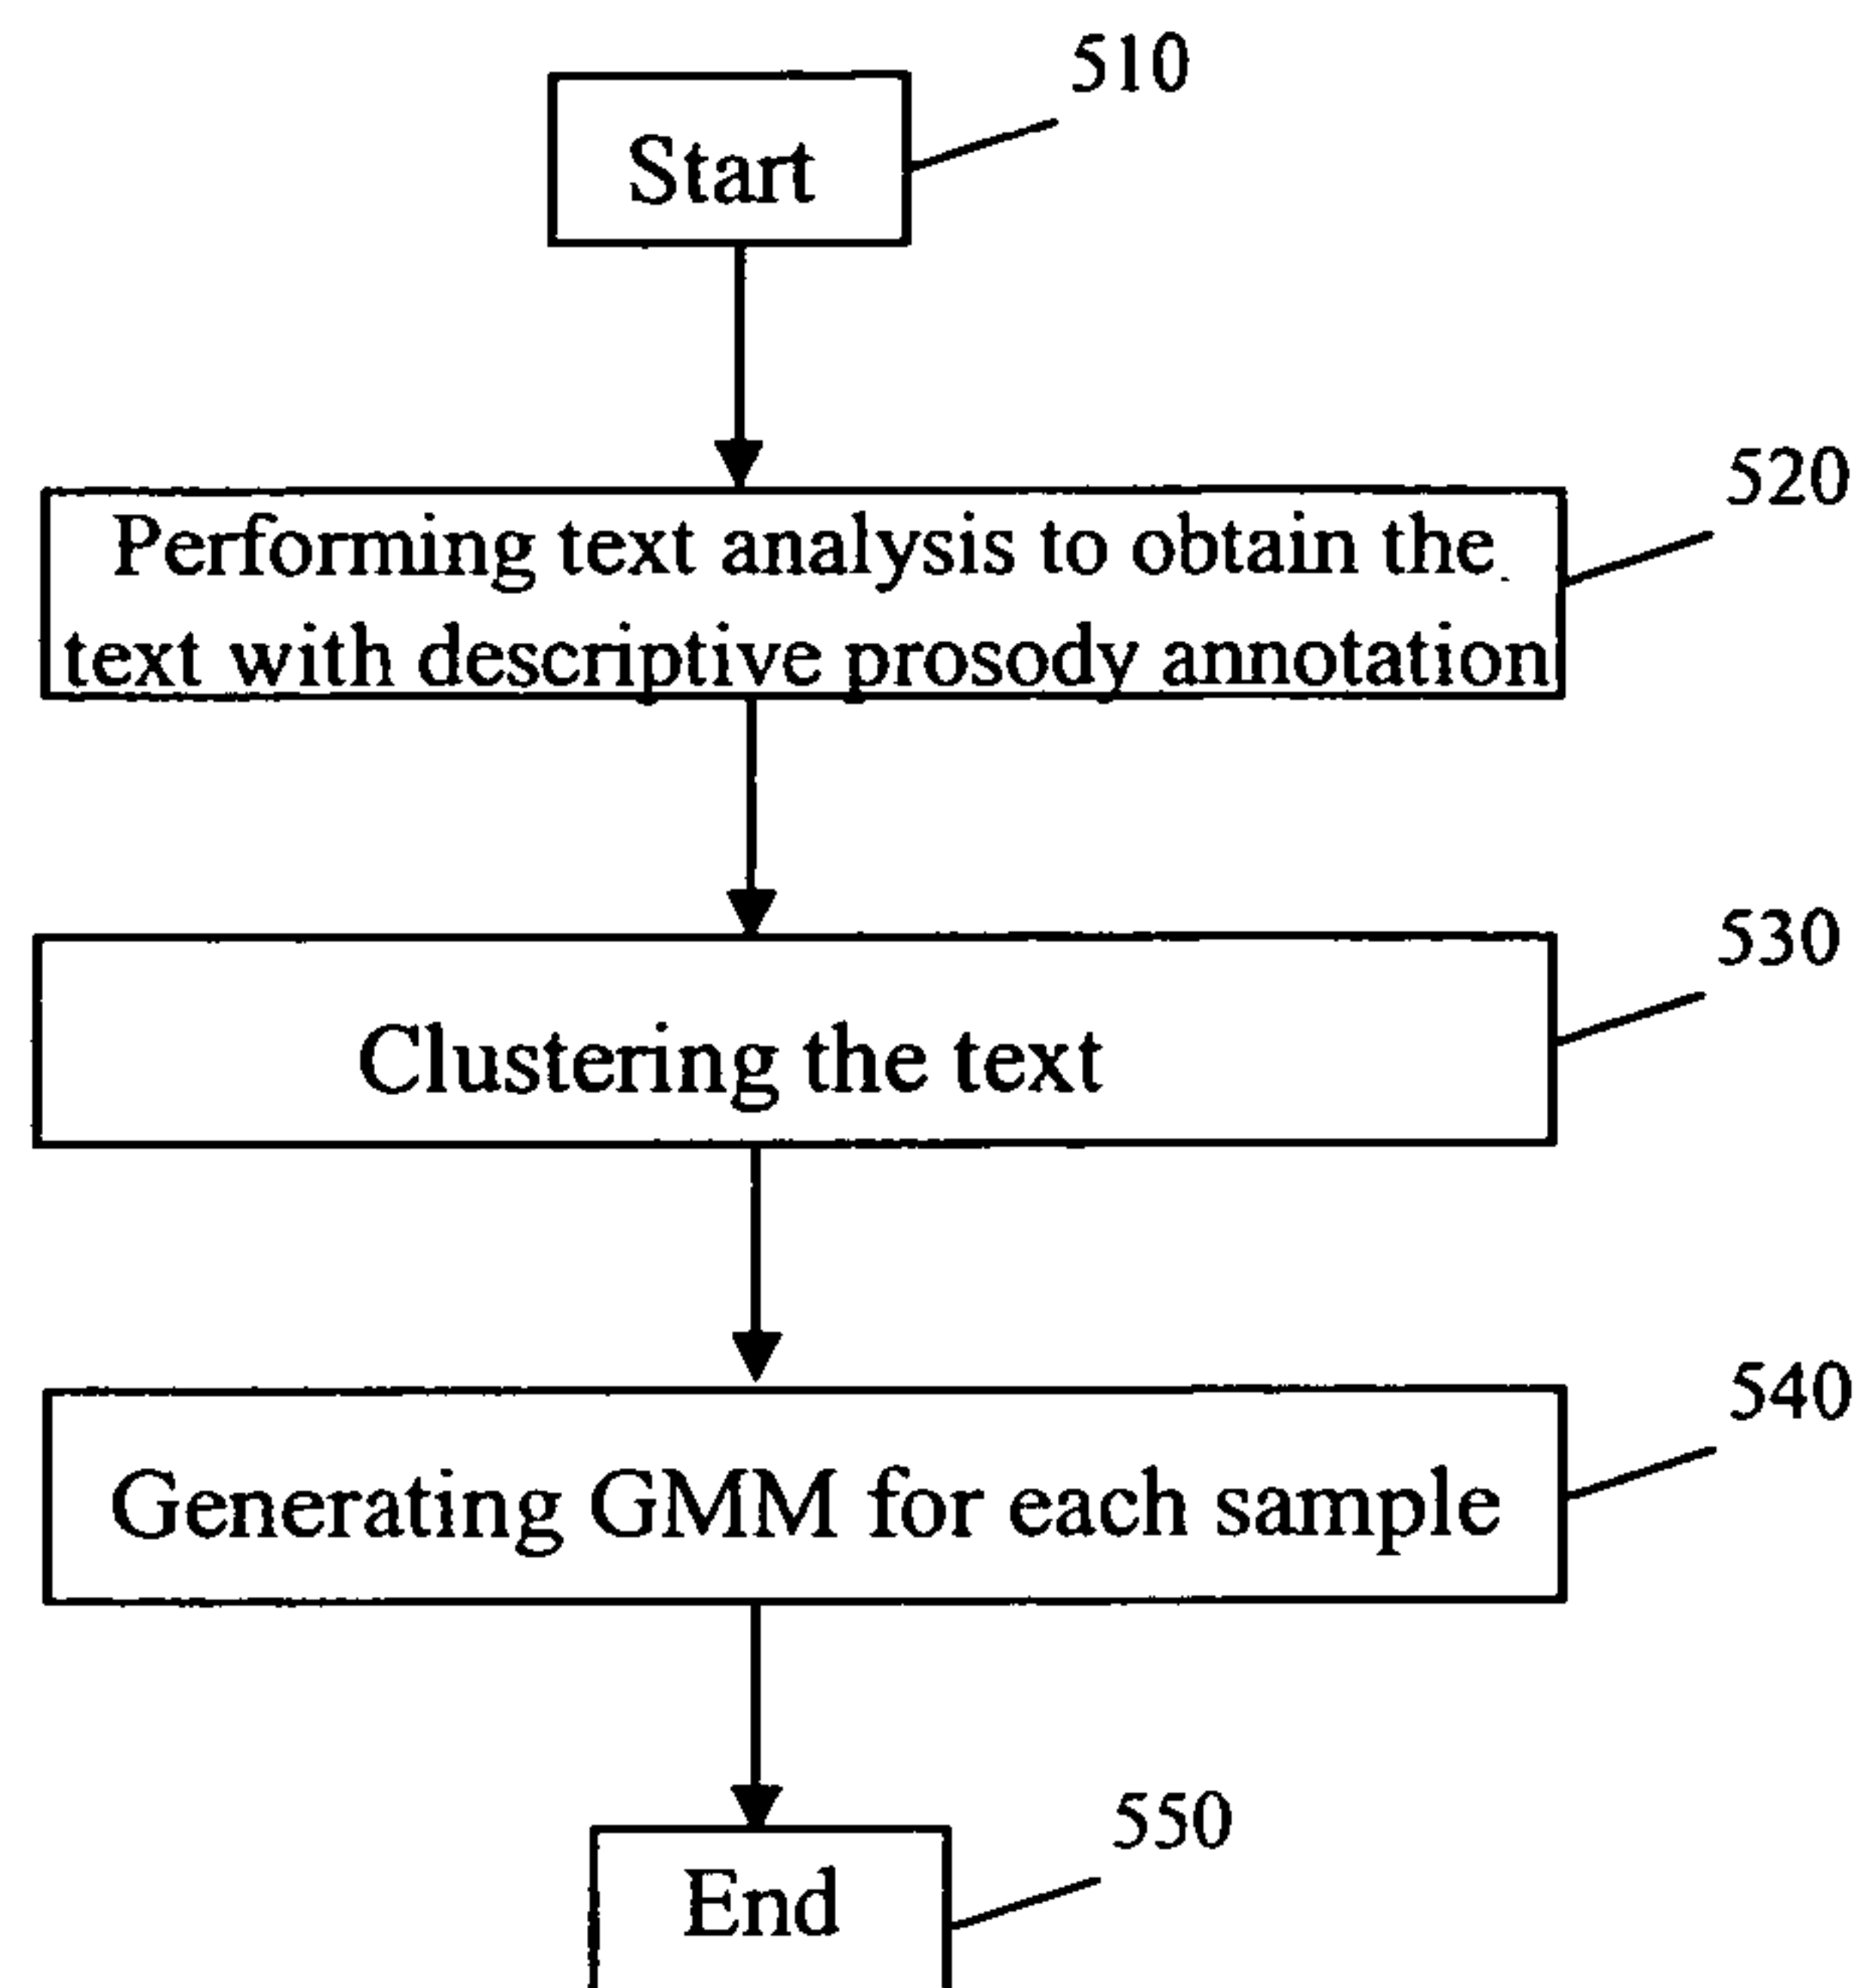 510
Start
520
Performing text analysis to obtain the
text with descriptive prosody annotation
530
Clustering the text
540
Generating GMM for each sample
550
End